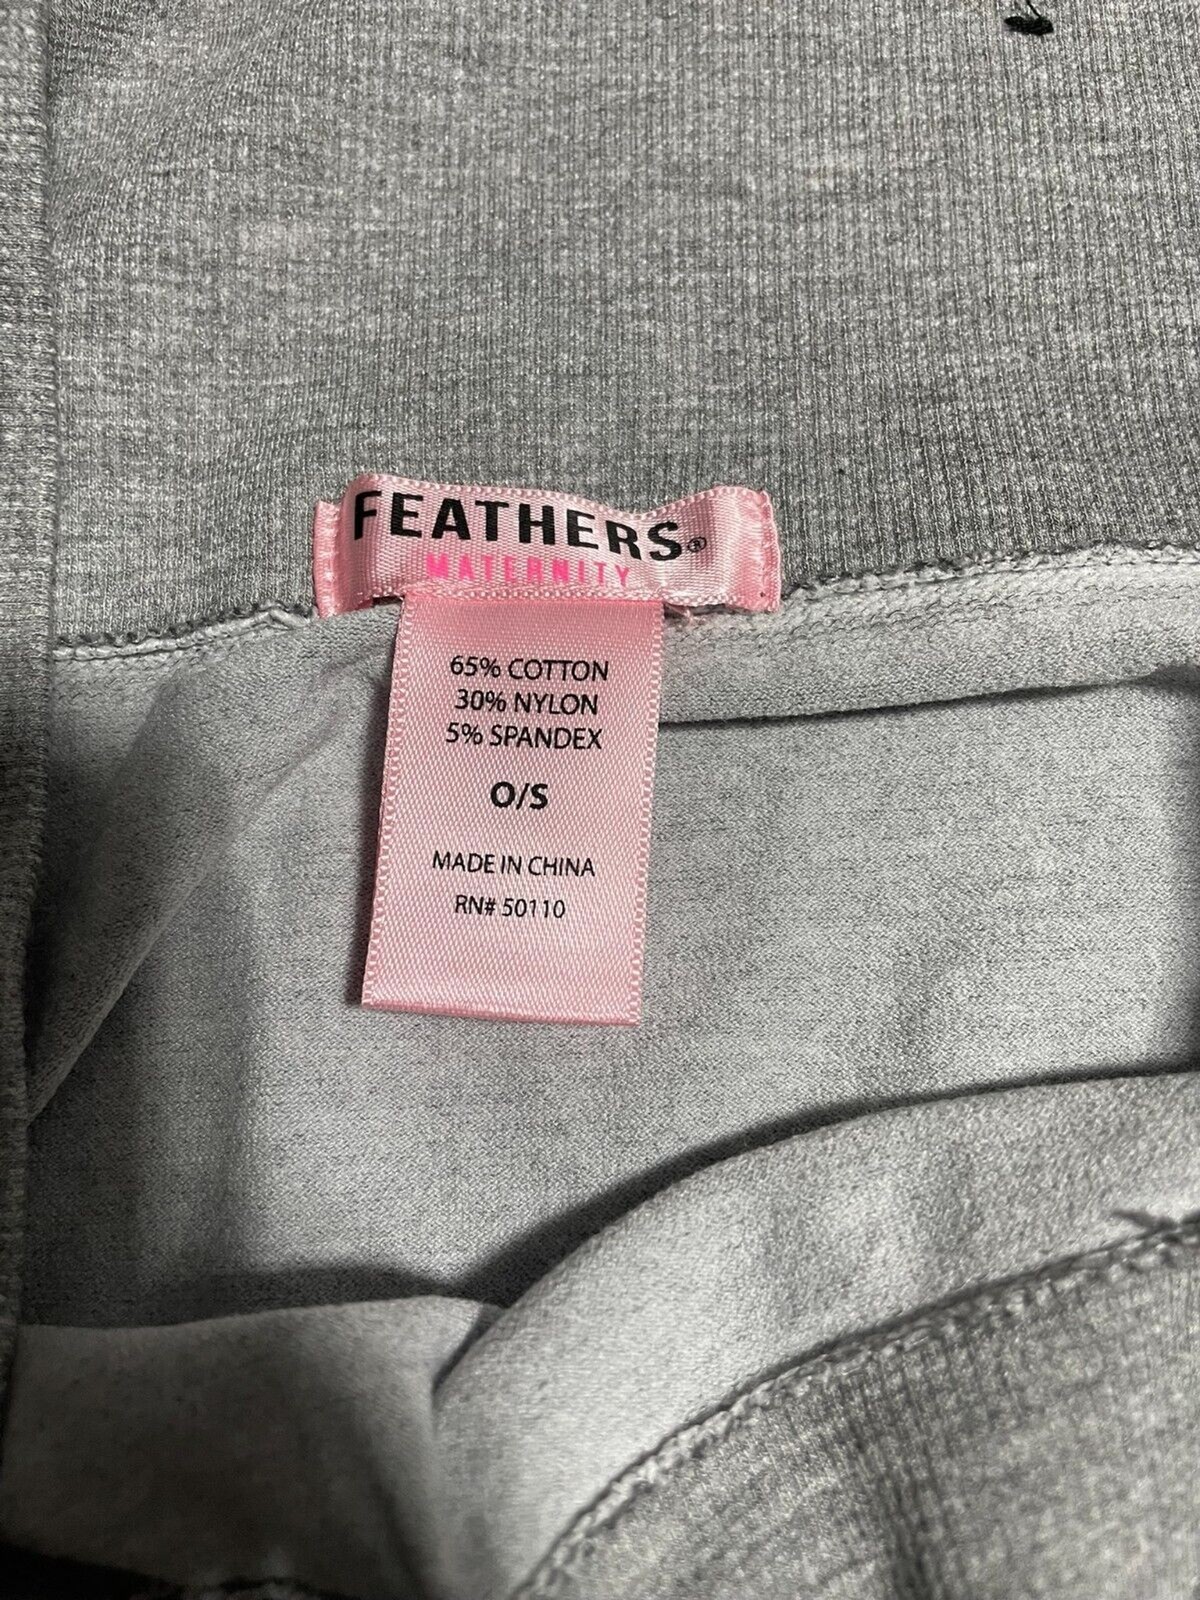 FEATHERS®
MATERNITY
65% COTTON
30% NYLON
5% SPANDEX
O/S
MADE IN CHINA
RN# 50110